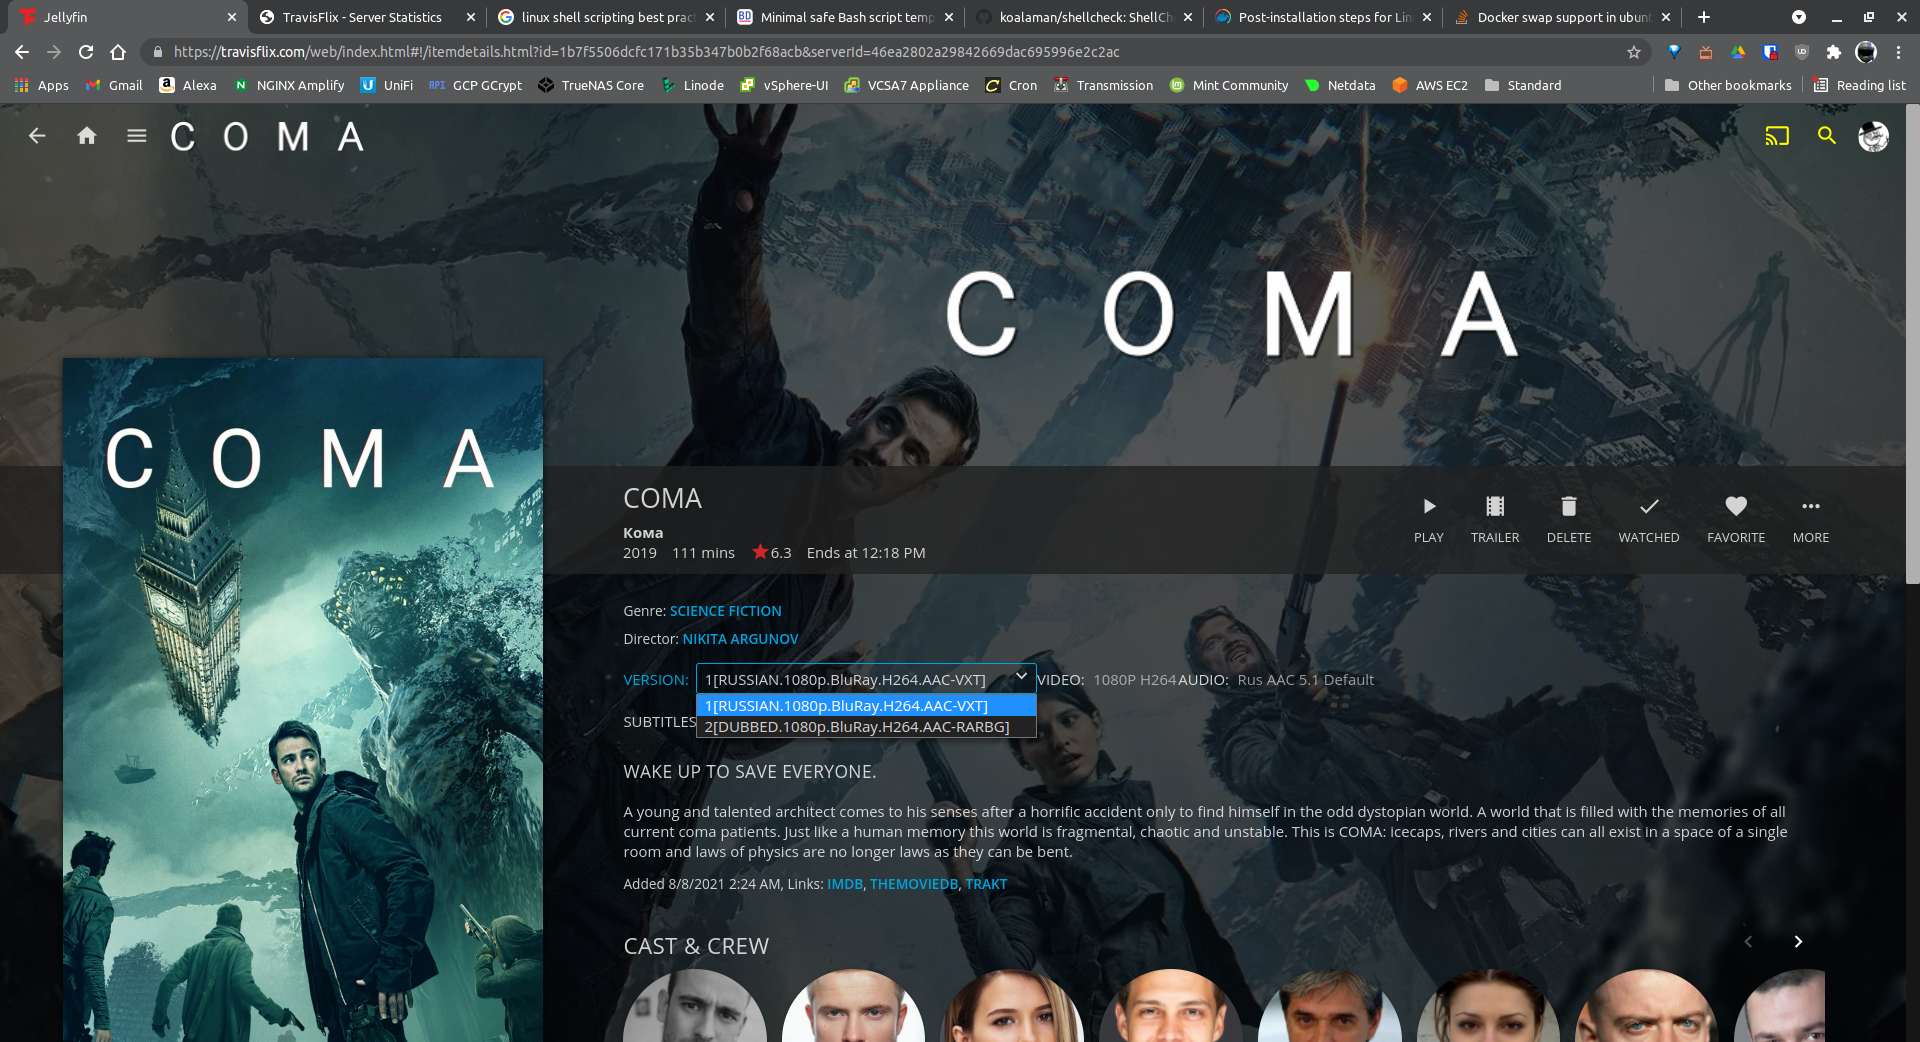 Jellyfin
TravisFlix - Server Statistics
linux shell scripting best prac
Minimal safe Bash script temp
koalaman/shellcheck: ShellCh
Post-installation steps for Lin
Docker swap support in ubunt
https://travisflix.com/web/index.html#!/itemdetails.html?id=1b7f5506dcfc171b35b347b0b2f68acb&serverId=46ea2802a29842669dac695996e2c2ac
Apps Gmail Alexa NGINX Amplify UniFi API GCP GCrypt TrueNAS Core Linode vSphere-UI VCSA7 Appliance Cron Transmission Mint Community Netdata AWS EC2 Standard Other bookmarks Reading list
COMA
COMA
COMA
COMA
Кома
2019 111 mins 6.3 Ends at 12:18 PM
PLAY TRAILER DELETE WATCHED FAVORITE MORE
Genre: SCIENCE FICTION
Director: NIKITA ARGUNOV
VERSION: 1[RUSSIAN.1080p.BluRay.H264.AAC-VXT] VIDEO: 1080P H264 AUDIO: Rus AAC 5.1 Default
1[RUSSIAN.1080p.BluRay.H264.AAC-VXT]
SUBTITLES
2[DUBBED.1080p.BluRay.H264.AAC-RARBG]
WAKE UP TO SAVE EVERYONE.
A young and talented architect comes to his senses after a horrific accident only to find himself in the odd dystopian world. A world that is filled with the memories of all
current coma patients. Just like a human memory this world is fragmental, chaotic and unstable. This is COMA: icecaps, rivers and cities can all exist in a space of a single
room and laws of physics are no longer laws as they can be bent.
Added 8/8/2021 2:24 AM, Links: IMDB, THEMOVIEDB, TRAKT
CAST & CREW